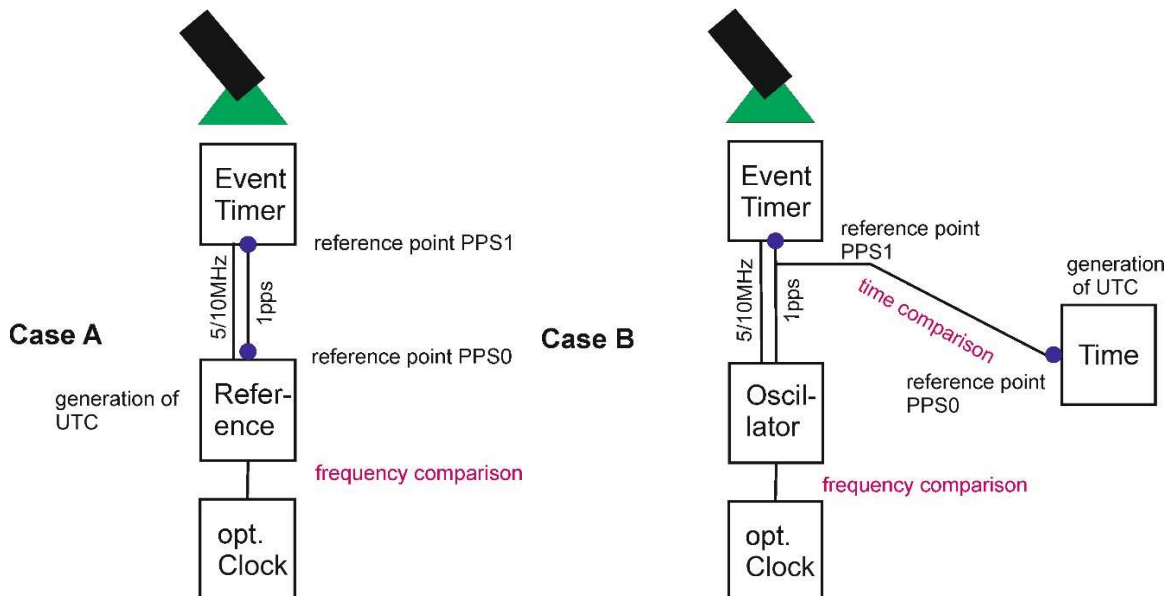 Event
Timer
reference point PPS1
5/10MHz
1pps
Case A
reference point PPS0
generation of
UTC
Refer-
ence
frequency comparison
opt.
Clock
Event
Timer
reference point
PPS1
generation
of UTC
5/10MHz
1pps
time comparison
Case B
Time
reference point
PPS0
Oscil-
lator
frequency comparison
opt.
Clock